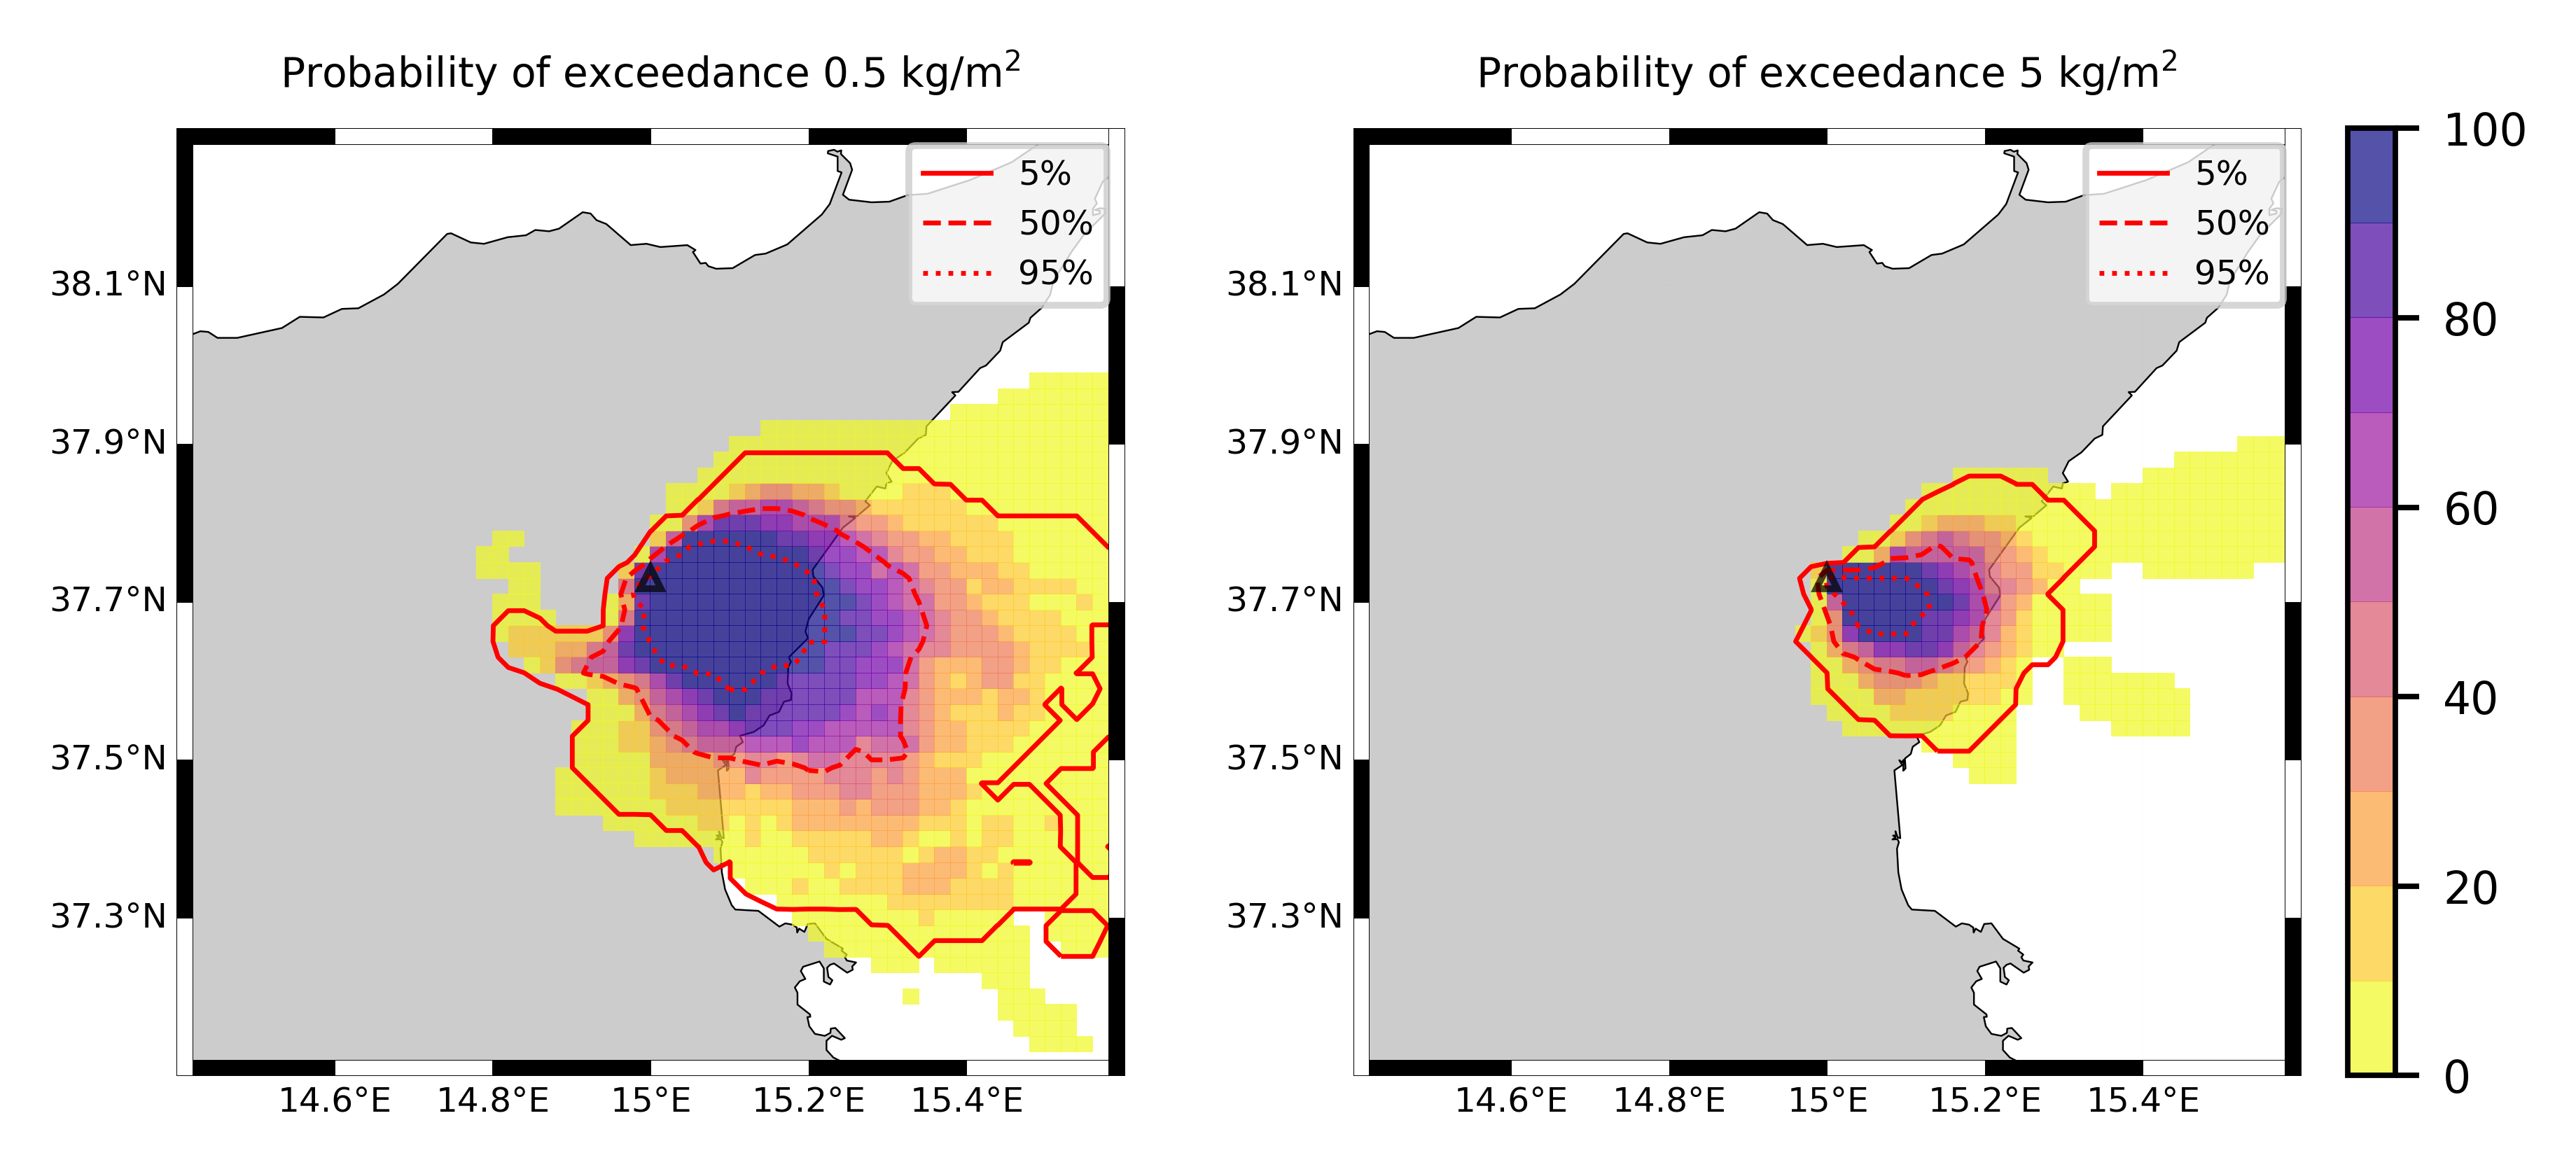 Probability of exceedance 0.5 kg/m²
5%
50%
95%
38.1°N
37.9°N
37.7°N
37.5°N
37.3°N
14.6°E
14.8°E
15°E
15.2°E
15.4°E
Probability of exceedance 5 kg/m²
5%
50%
95%
38.1°N
37.9°N
37.7°N
37.5°N
37.3°N
14.6°E
14.8°E
15°E
15.2°E
15.4°E
100
80
60
40
20
0